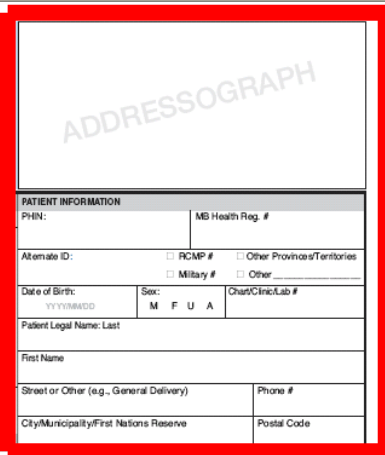 ADDRESSOGRAPH
PATIENT INFORMATION
PHIN: MB Health Reg. #
Alternate ID: ☐ RCMP # ☐ Other Provinces/Territories
☐ Military # ☐ Other ____________________
Date of Birth: Sex: Chart/Clinic/Lab #
YYYY/MM/DD M F U A
Patient Legal Name: Last
First Name
Street or Other (e.g., General Delivery) Phone #
City/Municipality/First Nations Reserve Postal Code